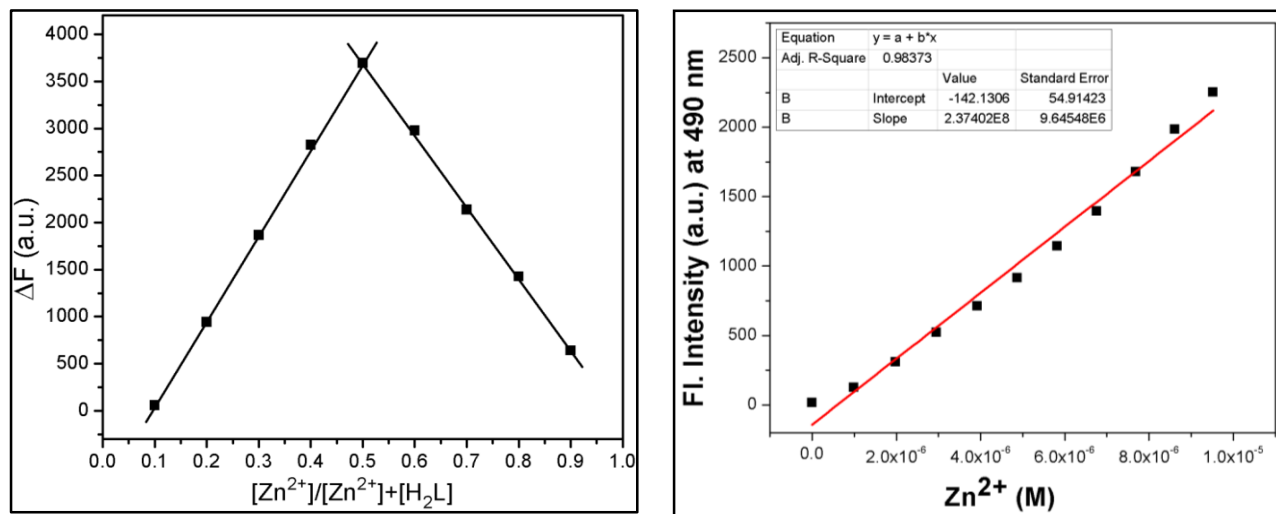 4000
3500
3000
2500
2000
1500
1000
500
0
ΔF (a.u.)
0.0 0.1 0.2 0.3 0.4 0.5 0.6 0.7 0.8 0.9 1.0
[Zn²⁺]/[Zn²⁺]+[H₂L]
Equation y = a + b*x
Adj. R-Square 0.98373
Value Standard Error
B Intercept -142.1306 54.91423
B Slope 2.37402E8 9.64548E6
2500
2000
1500
1000
500
0
Fl. Intensity (a.u.) at 490 nm
0.0 2.0x10⁻⁶ 4.0x10⁻⁶ 6.0x10⁻⁶ 8.0x10⁻⁶ 1.0x10⁻⁵
Zn²⁺ (M)